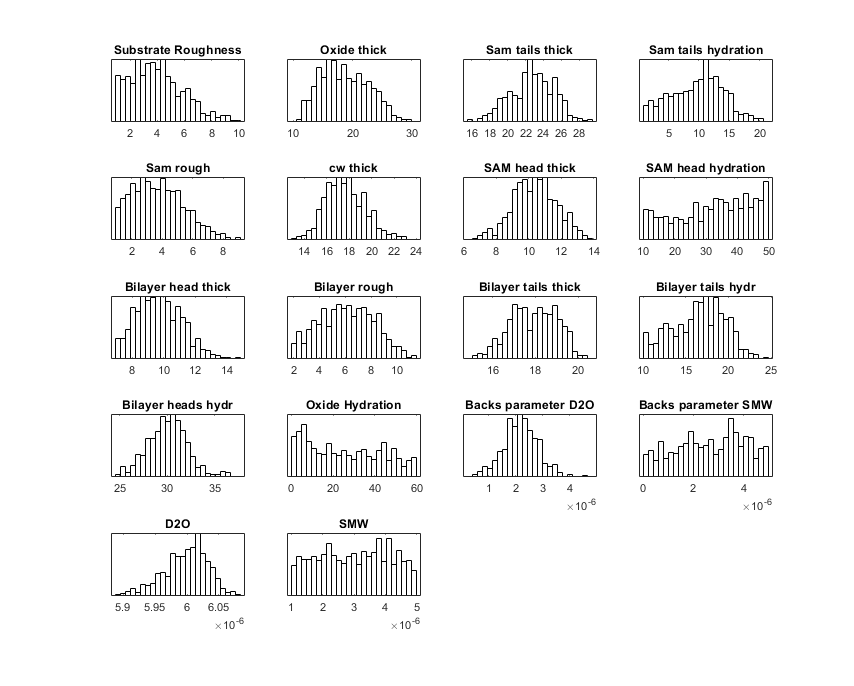 Substrate Roughness Oxide thick Sam tails thick Sam tails hydration
2 4 6 8 10 10 20 30 16 18 20 22 24 26 28 5 10 15 20
Sam rough cw thick SAM head thick SAM head hydration
2 4 6 8 14 16 18 20 22 24 6 8 10 12 14 10 20 30 40 50
Bilayer head thick Bilayer rough Bilayer tails thick Bilayer tails hydr
8 10 12 14 2 4 6 8 10 16 18 20 10 15 20 25
Bilayer heads hydr Oxide Hydration Backs parameter D2O Backs parameter SMW
25 30 35 0 20 40 60 1 2 3 4 0 2 4
×10⁻⁶ ×10⁻⁶
D2O SMW
5.9 5.95 6 6.05 1 2 3 4 5
×10⁻⁶ ×10⁻⁶